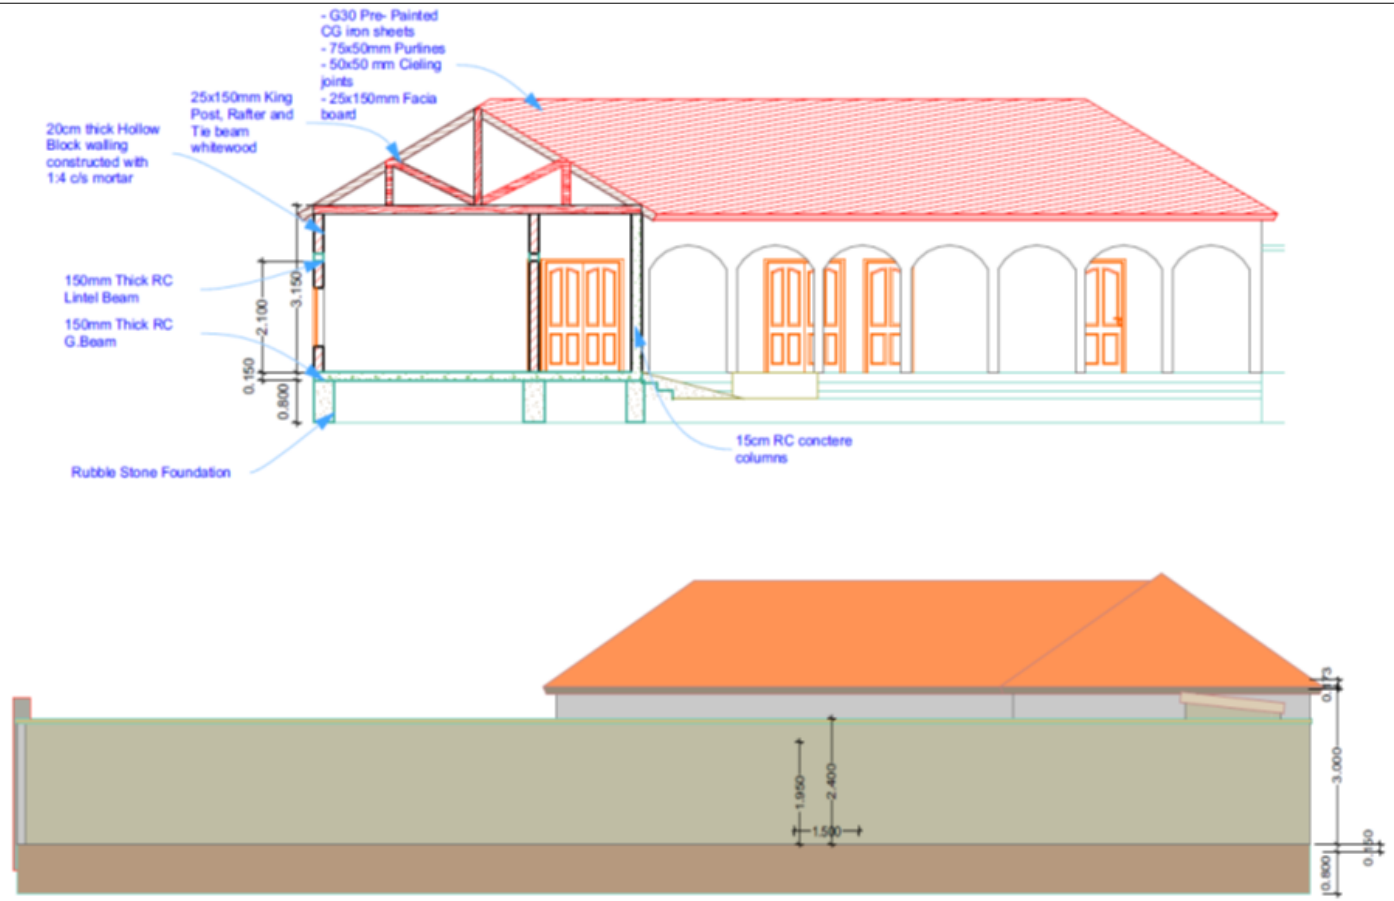 - G30 Pre- Painted
CG iron sheets
- 75x50mm Purlines
- 50x50 mm Cieling
joints
- 25x150mm Facia
board
25x150mm King
Post, Rafter and
Tie beam
whitewood
20cm thick Hollow
Block walling
constructed with
1:4 c/s mortar
150mm Thick RC
Lintel Beam
150mm Thick RC
G.Beam
2.100
3.150
0.150
0.800
15cm RC conctere
columns
Rubble Stone Foundation
1.950
2.400
1.500
3.000
0.150
0.800